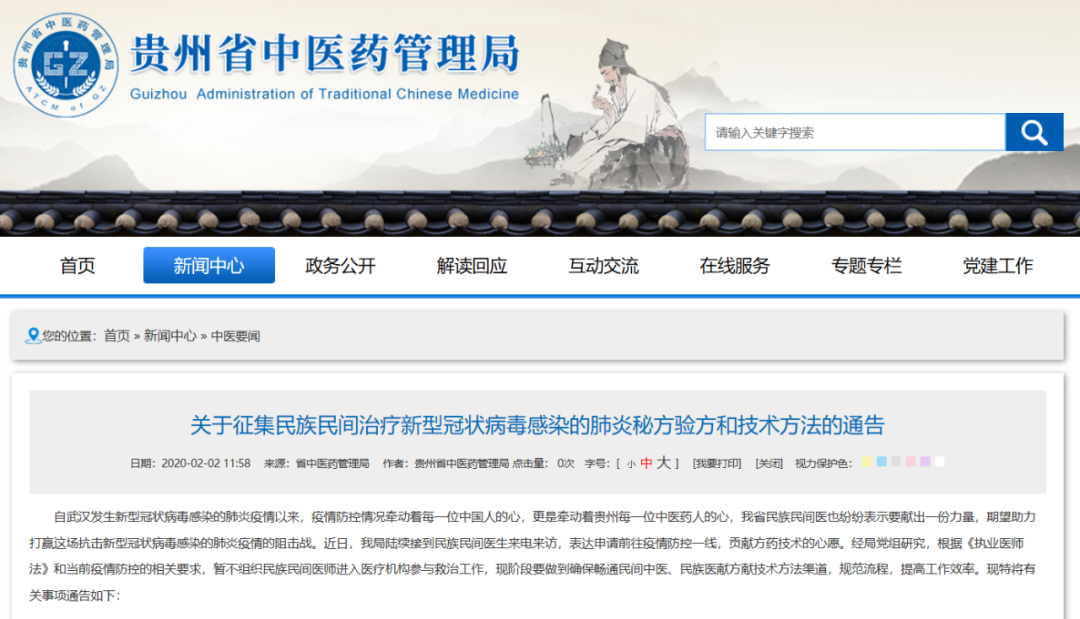 贵州省中医药管理局
ATCM of GZ
GZ
贵州省中医药管理局
Guizhou Administration of Traditional Chinese Medicine
请输入关键字搜索
首页 新闻中心 政务公开 解读回应 互动交流 在线服务 专题专栏 党建工作
您的位置：首页 » 新闻中心 » 中医要闻
关于征集民族民间治疗新型冠状病毒感染的肺炎秘方验方和技术方法的通告
日期：2020-02-02 11:58 来源：省中医药管理局 作者：贵州省中医药管理局 点击量： 0次 字号：[ 小 中 大 ] [我要打印] [关闭] 视力保护色：
自武汉发生新型冠状病毒感染的肺炎疫情以来，疫情防控情况牵动着每一位中国人的心，更是牵动着贵州每一位中医药人的心，我省民族民间医也纷纷表示要献出一份力量，期望助力
打赢这场抗击新型冠状病毒感染的肺炎疫情的阻击战。近日，我局陆续接到民族民间医生来电来访，表达申请前往疫情防控一线，贡献方药技术的心愿。经局党组研究，根据《执业医师
法》和当前疫情防控的相关要求，暂不组织民族民间医师进入医疗机构参与救治工作，现阶段要做到确保畅通民间中医、民族医献方献技术方法渠道，规范流程，提高工作效率。现特将有
关事项通告如下：